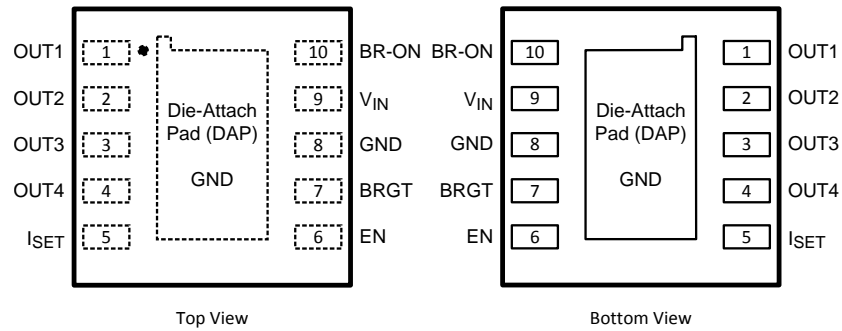 OUT1 1 10 BR-ON BR-ON 10 1 OUT1
OUT2 2 9 VIN VIN 9 2 OUT2
Die-Attach Die-Attach
OUT3 3 Pad (DAP) 8 GND GND 8 Pad (DAP) 3 OUT3
OUT4 4 GND 7 BRGT BRGT 7 GND 4 OUT4
ISET 5 6 EN EN 6 5 ISET
Top View Bottom View